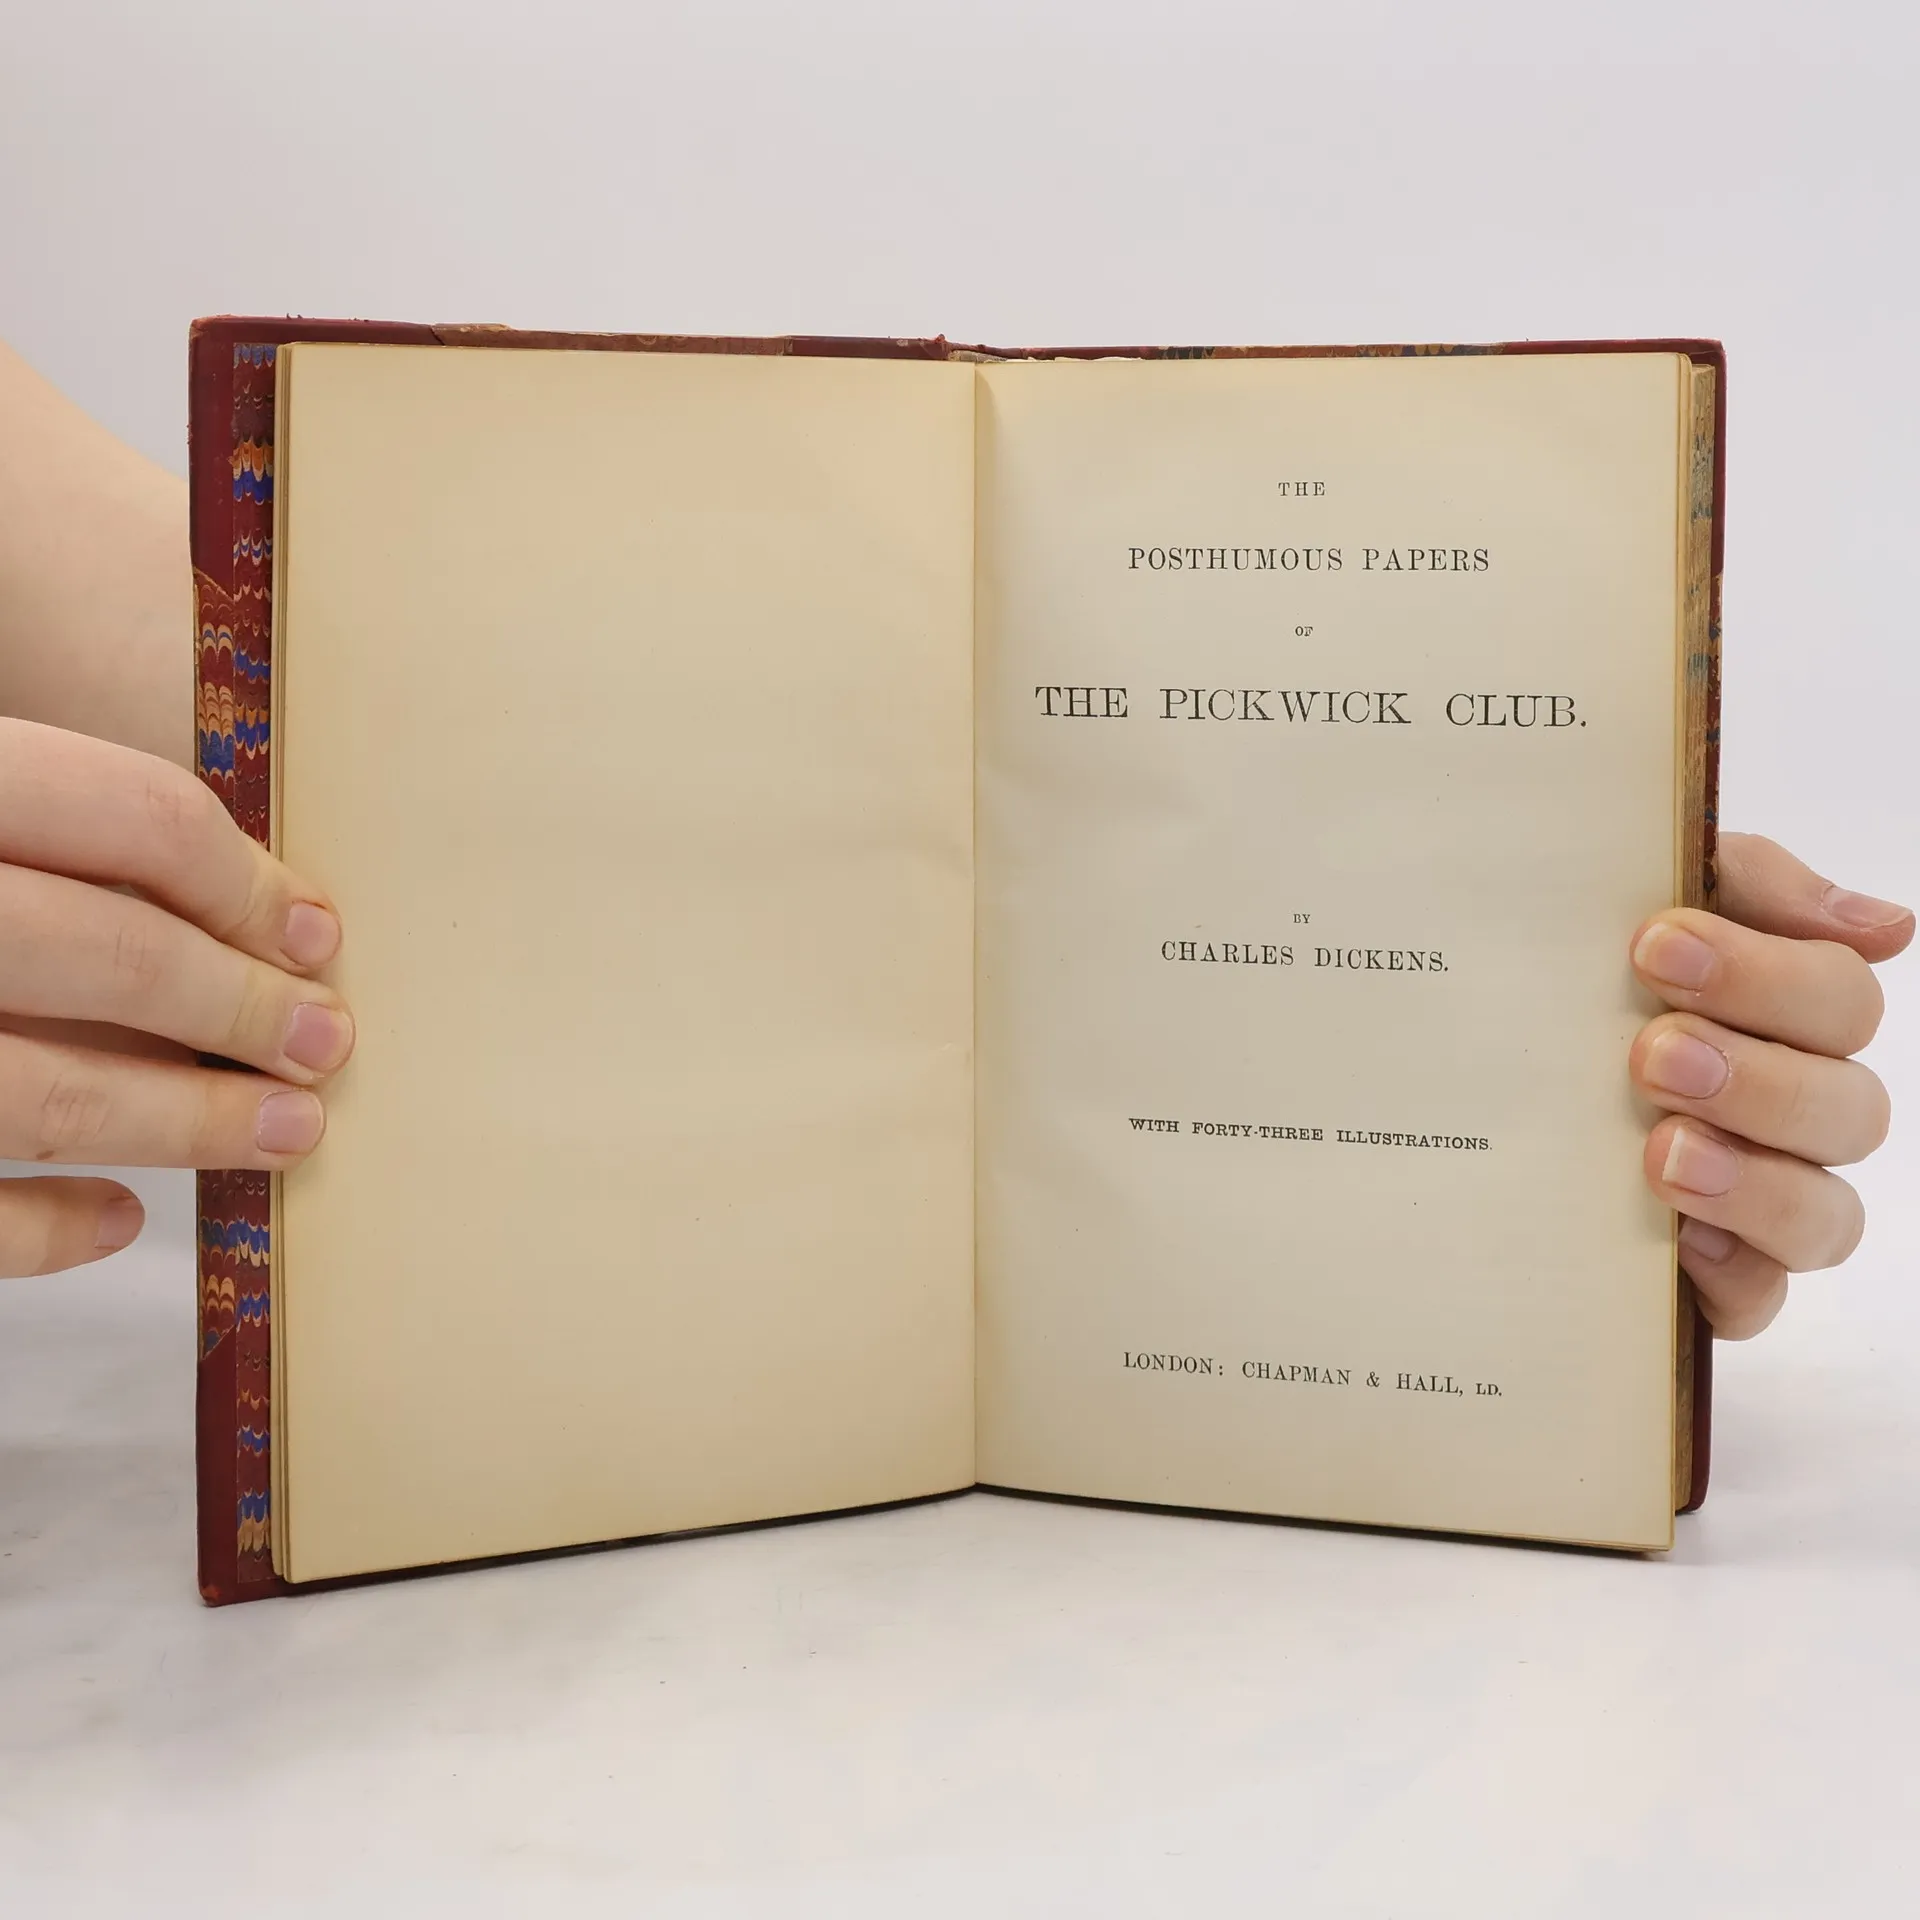 THE
POSTHUMOUS PAPERS
OF
THE PICKWICK CLUB.
BY
CHARLES DICKENS.
WITH FORTY-THREE ILLUSTRATIONS.
LONDON: CHAPMAN & HALL, LD.